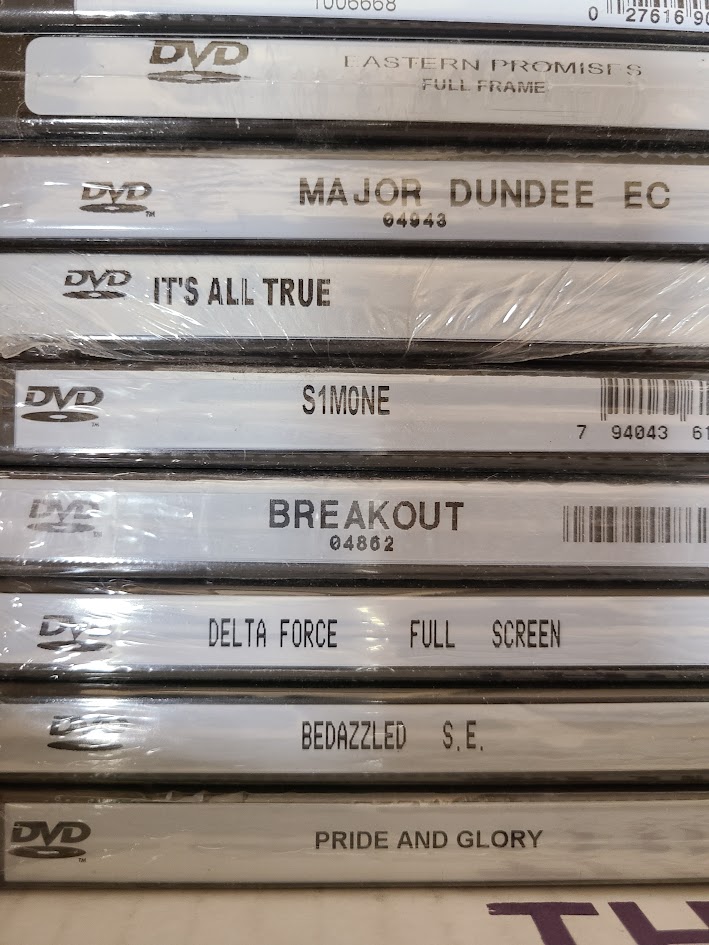 1006668
0 27616 90
DVD
EASTERN PROMISES
FULL FRAME
DVD
MAJOR DUNDEE EC
04943
DVD IT'S ALL TRUE
DVD
S1MONE
7 94043 61
DVD
BREAKOUT
04862
DVD
DELTA FORCE FULL SCREEN
DVD
BEDAZZLED S.E.
DVD
PRIDE AND GLORY